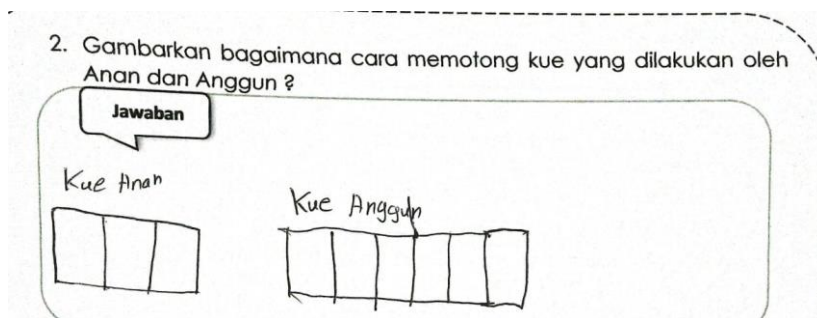 2. Gambarkan bagaimana cara memotong kue yang dilakukan oleh
Anan dan Anggun ?
Jawaban
Kue Anan
Kue Anggun